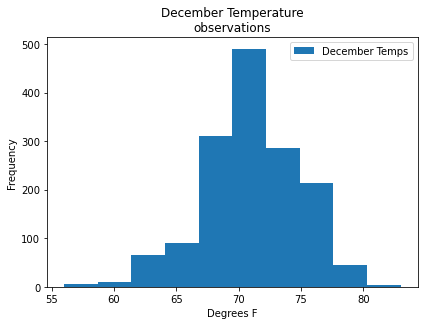 December Temperature
observations
December Temps
500
400
300
200
100
0
Frequency
55 60 65 70 75 80
Degrees F